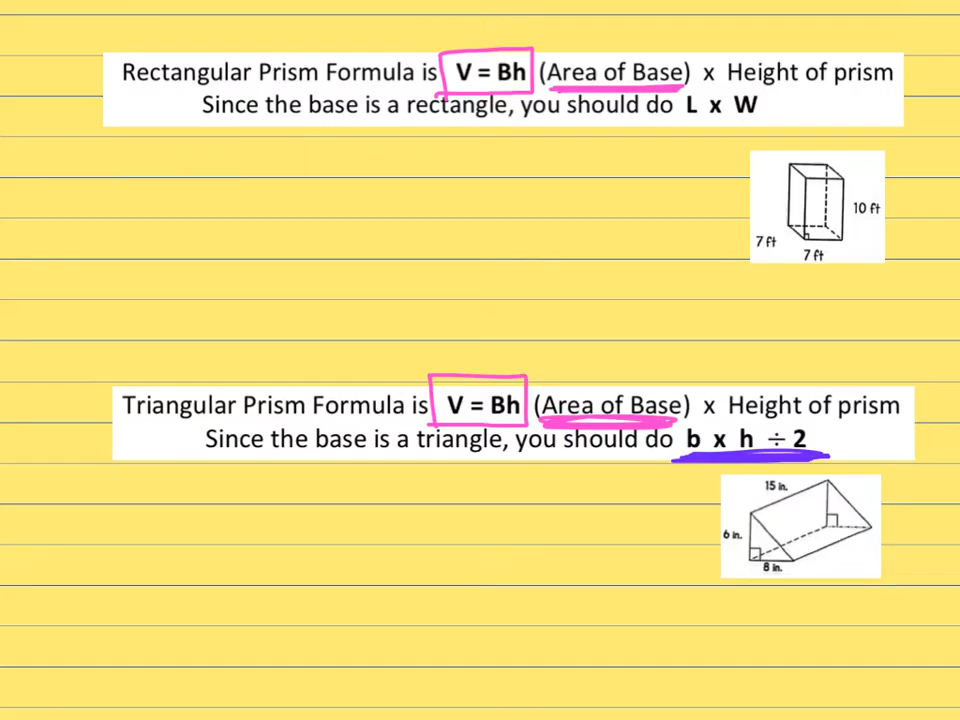 Rectangular Prism Formula is V = Bh (Area of Base) x Height of prism
Since the base is a rectangle, you should do L x W
10 ft
7 ft
7 ft
Triangular Prism Formula is V = Bh (Area of Base) x Height of prism
Since the base is a triangle, you should do b x h ÷ 2
15 in.
6 in.
8 in.